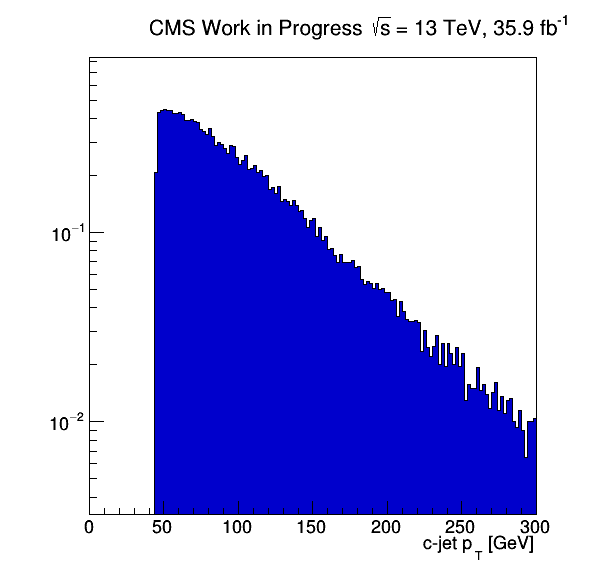 CMS Work in Progress √s = 13 TeV, 35.9 fb⁻¹
10⁻¹
10⁻²
0 50 100 150 200 250 300
c-jet p_T [GeV]